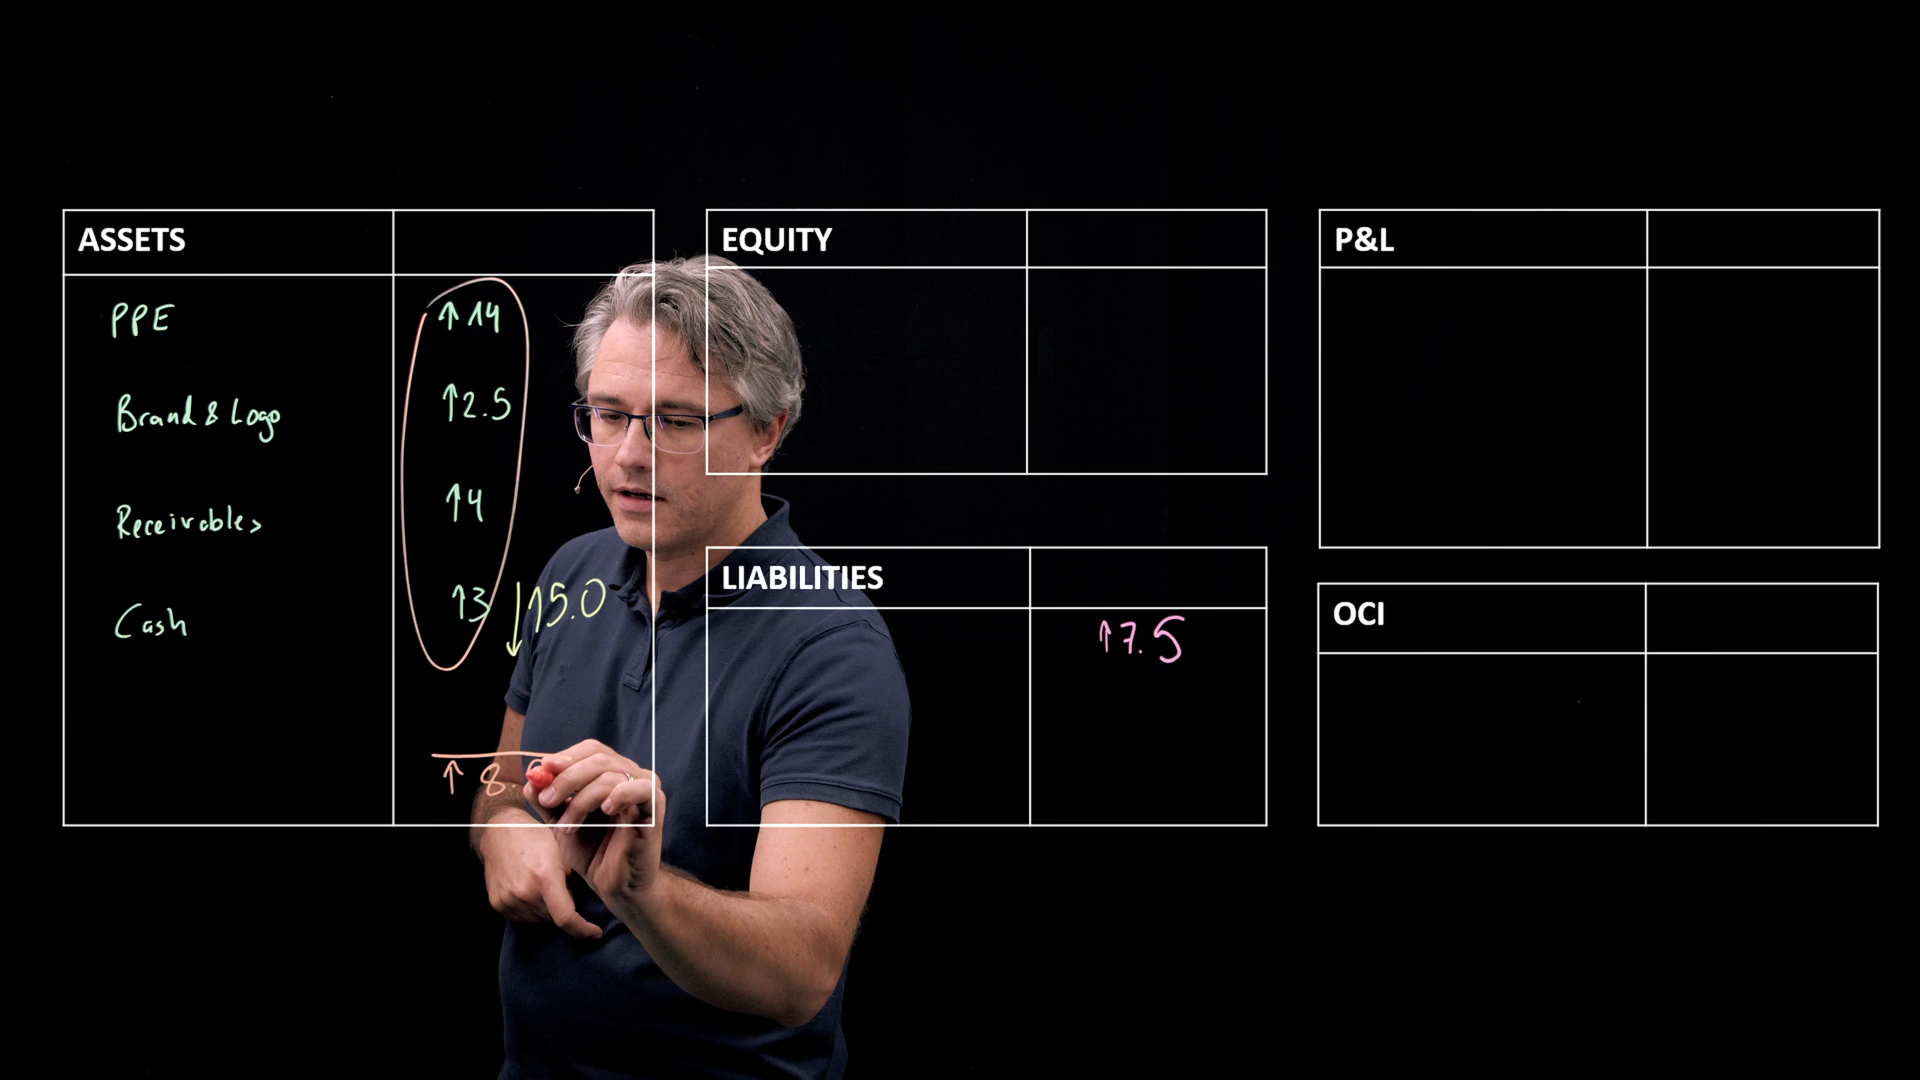 ASSETS
PPE ↑14
Brand & Logo ↑2.5
Receivables ↑4
Cash ↑3 ↓15.0
↑ 8.
EQUITY
LIABILITIES
↑7.5
P&L
OCI